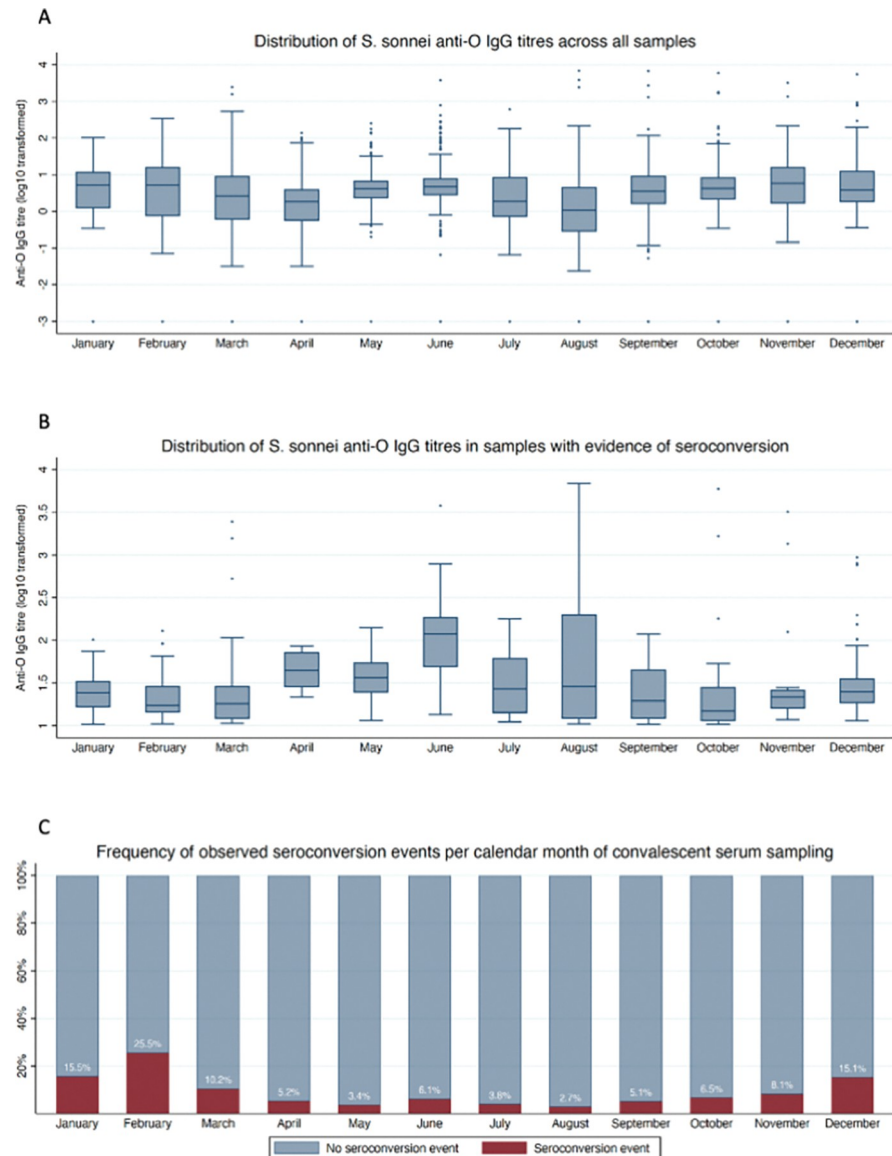 A
Distribution of S. sonnei anti-O IgG titres across all samples
Anti-O IgG titre (log10 transformed)
4
3
2
1
0
-1
-2
-3
January February March April May June July August September October November December
B
Distribution of S. sonnei anti-O IgG titres in samples with evidence of seroconversion
Anti-O IgG titre (log10 transformed)
4
3.5
3
2.5
2
1.5
1
January February March April May June July August September October November December
C
Frequency of observed seroconversion events per calendar month of convalescent serum sampling
100%
80%
60%
40%
20%
15.5% 25.5% 10.2% 5.2% 3.4% 6.1% 3.8% 2.7% 5.1% 6.5% 8.1% 15.1%
January February March April May June July August September October November December
No seroconversion event Seroconversion event